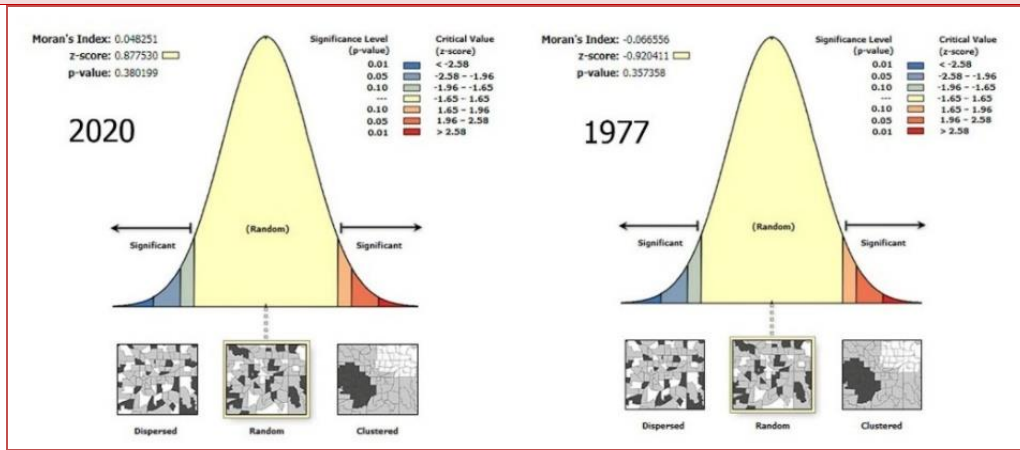 Moran's Index: 0.048251
z-score: 0.877530
p-value: 0.380199
2020
Significance Level
(p-value)
Critical Value
(z-score)
0.01 < -2.58
0.05 -2.58 - -1.96
0.10 -1.96 - -1.65
--- -1.65 - 1.65
0.10 1.65 - 1.96
0.05 1.96 - 2.58
0.01 > 2.58
Significant
(Random)
Significant
Dispersed
Random
Clustered
Moran's Index: -0.066556
z-score: -0.920411
p-value: 0.357358
1977
Significance Level
(p-value)
Critical Value
(z-score)
0.01 < -2.58
0.05 -2.58 - -1.96
0.10 -1.96 - -1.65
--- -1.65 - 1.65
0.10 1.65 - 1.96
0.05 1.96 - 2.58
0.01 > 2.58
Significant
(Random)
Significant
Dispersed
Random
Clustered